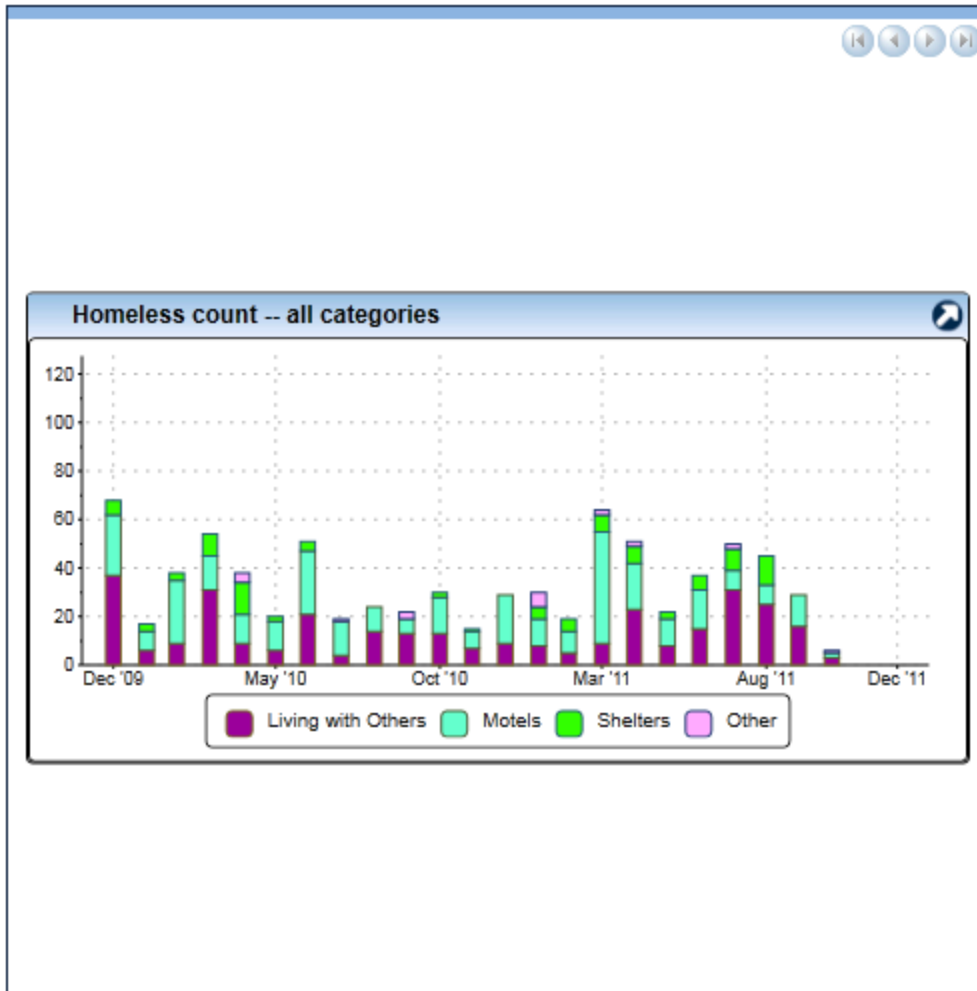 Homeless count -- all categories
120
100
80
60
40
20
0
Dec '09 May '10 Oct '10 Mar '11 Aug '11 Dec '11
Living with Others Motels Shelters Other